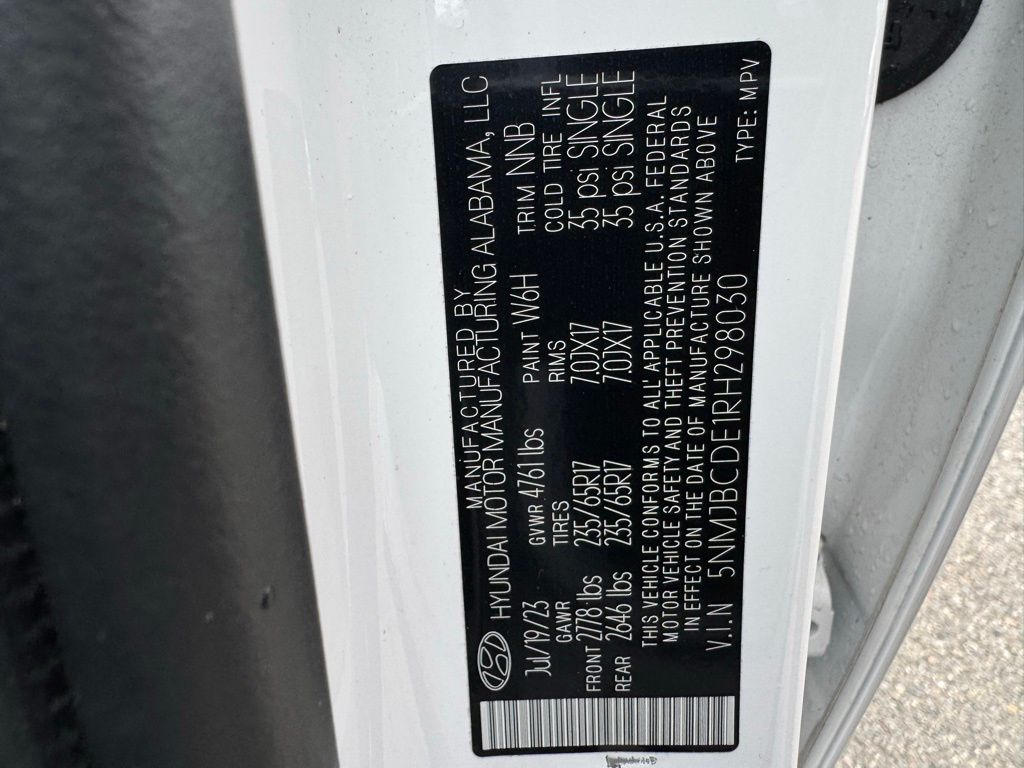 MANUFACTURED BY
HYUNDAI MOTOR MANUFACTURING ALABAMA, LLC
Jul/19/23 GVWR 4761 lbs PAINT W6H TRIM NNB
GAWR TIRES RIMS COLD TIRE INFL
FRONT 2778 lbs 235/65R17 7.0JX17 35 psi SINGLE
REAR 2646 lbs 235/65R17 7.0JX17 35 psi SINGLE
THIS VEHICLE CONFORMS TO ALL APPLICABLE U.S.A. FEDERAL
MOTOR VEHICLE SAFETY AND THEFT PREVENTION STANDARDS
IN EFFECT ON THE DATE OF MANUFACTURE SHOWN ABOVE
V.I.N 5NMJBCDE1RH298030 TYPE: MPV